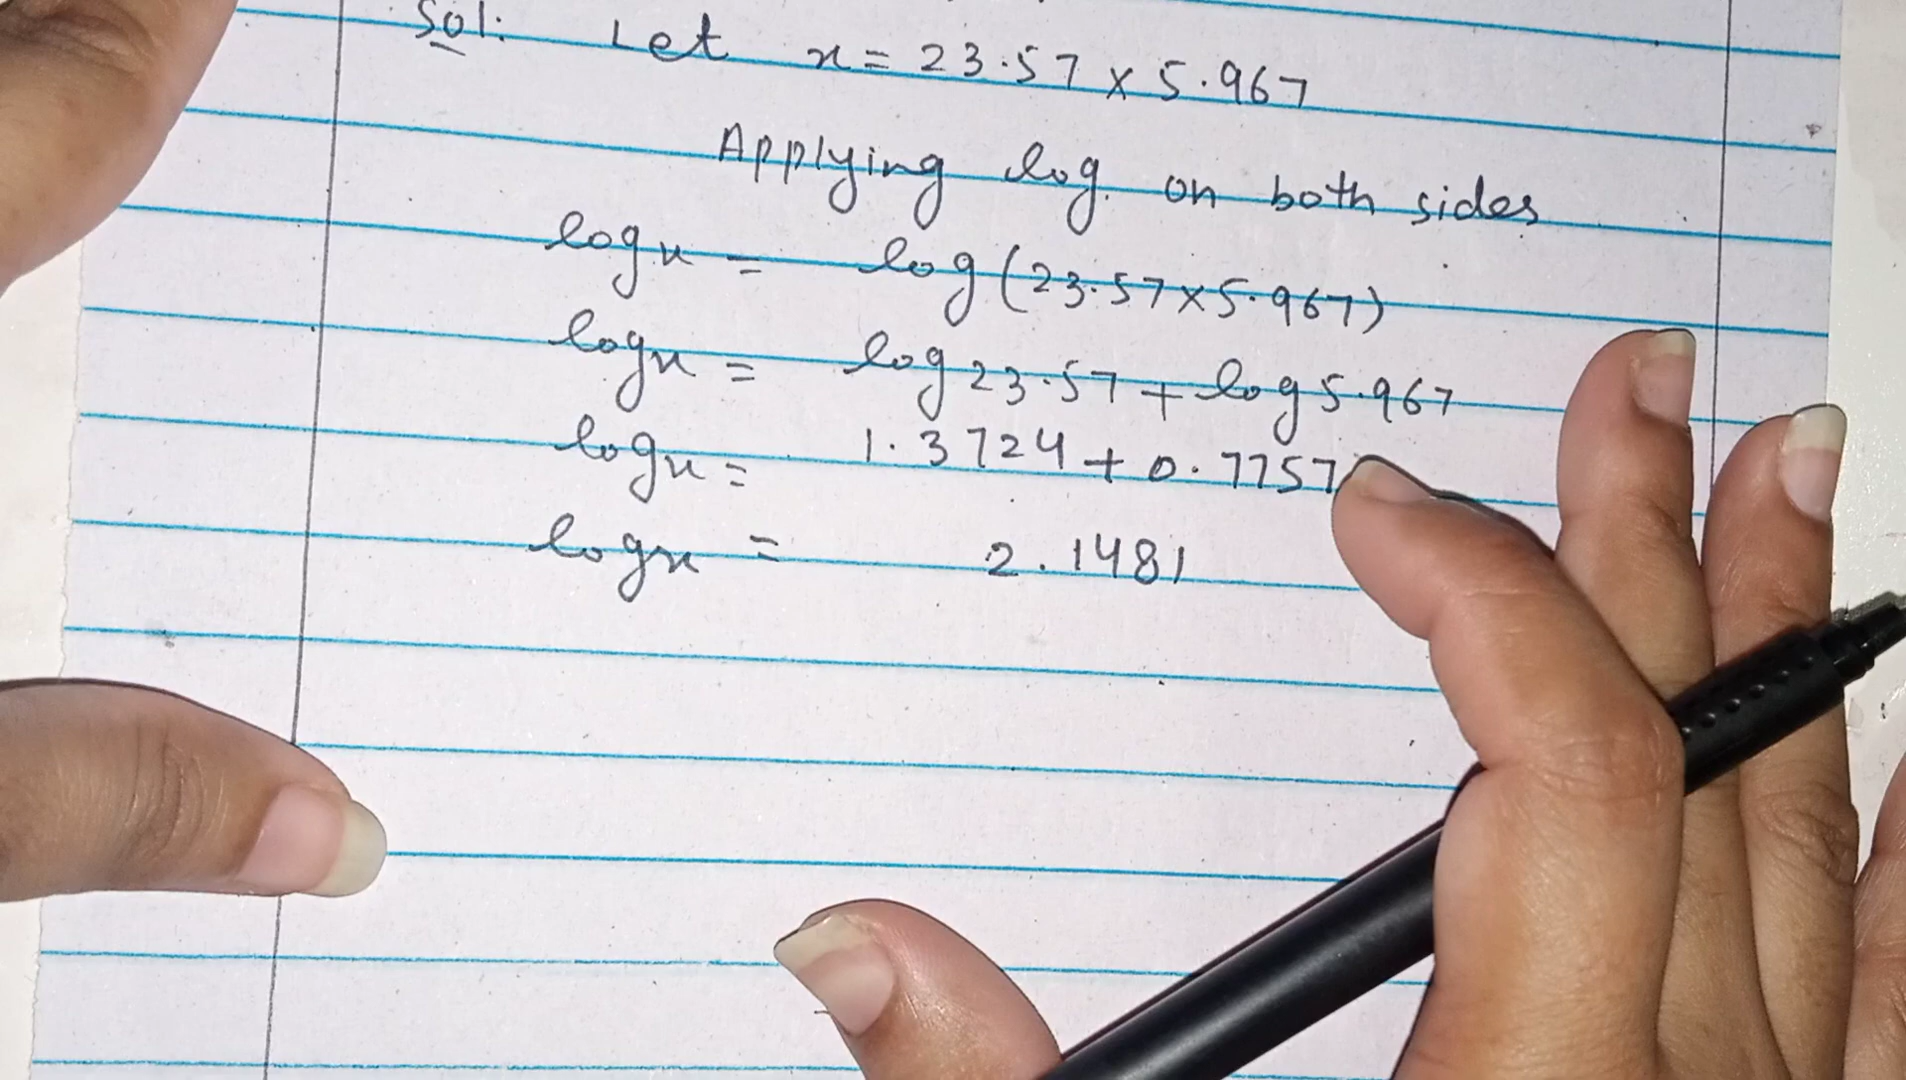 Sol:  Let x = 23.57 × 5.967
Applying log on both sides
log x = log (23.57×5.967)
log x = log 23.57 + log 5.967
log x = 1.3724 + 0.7757
log x = 2.1481